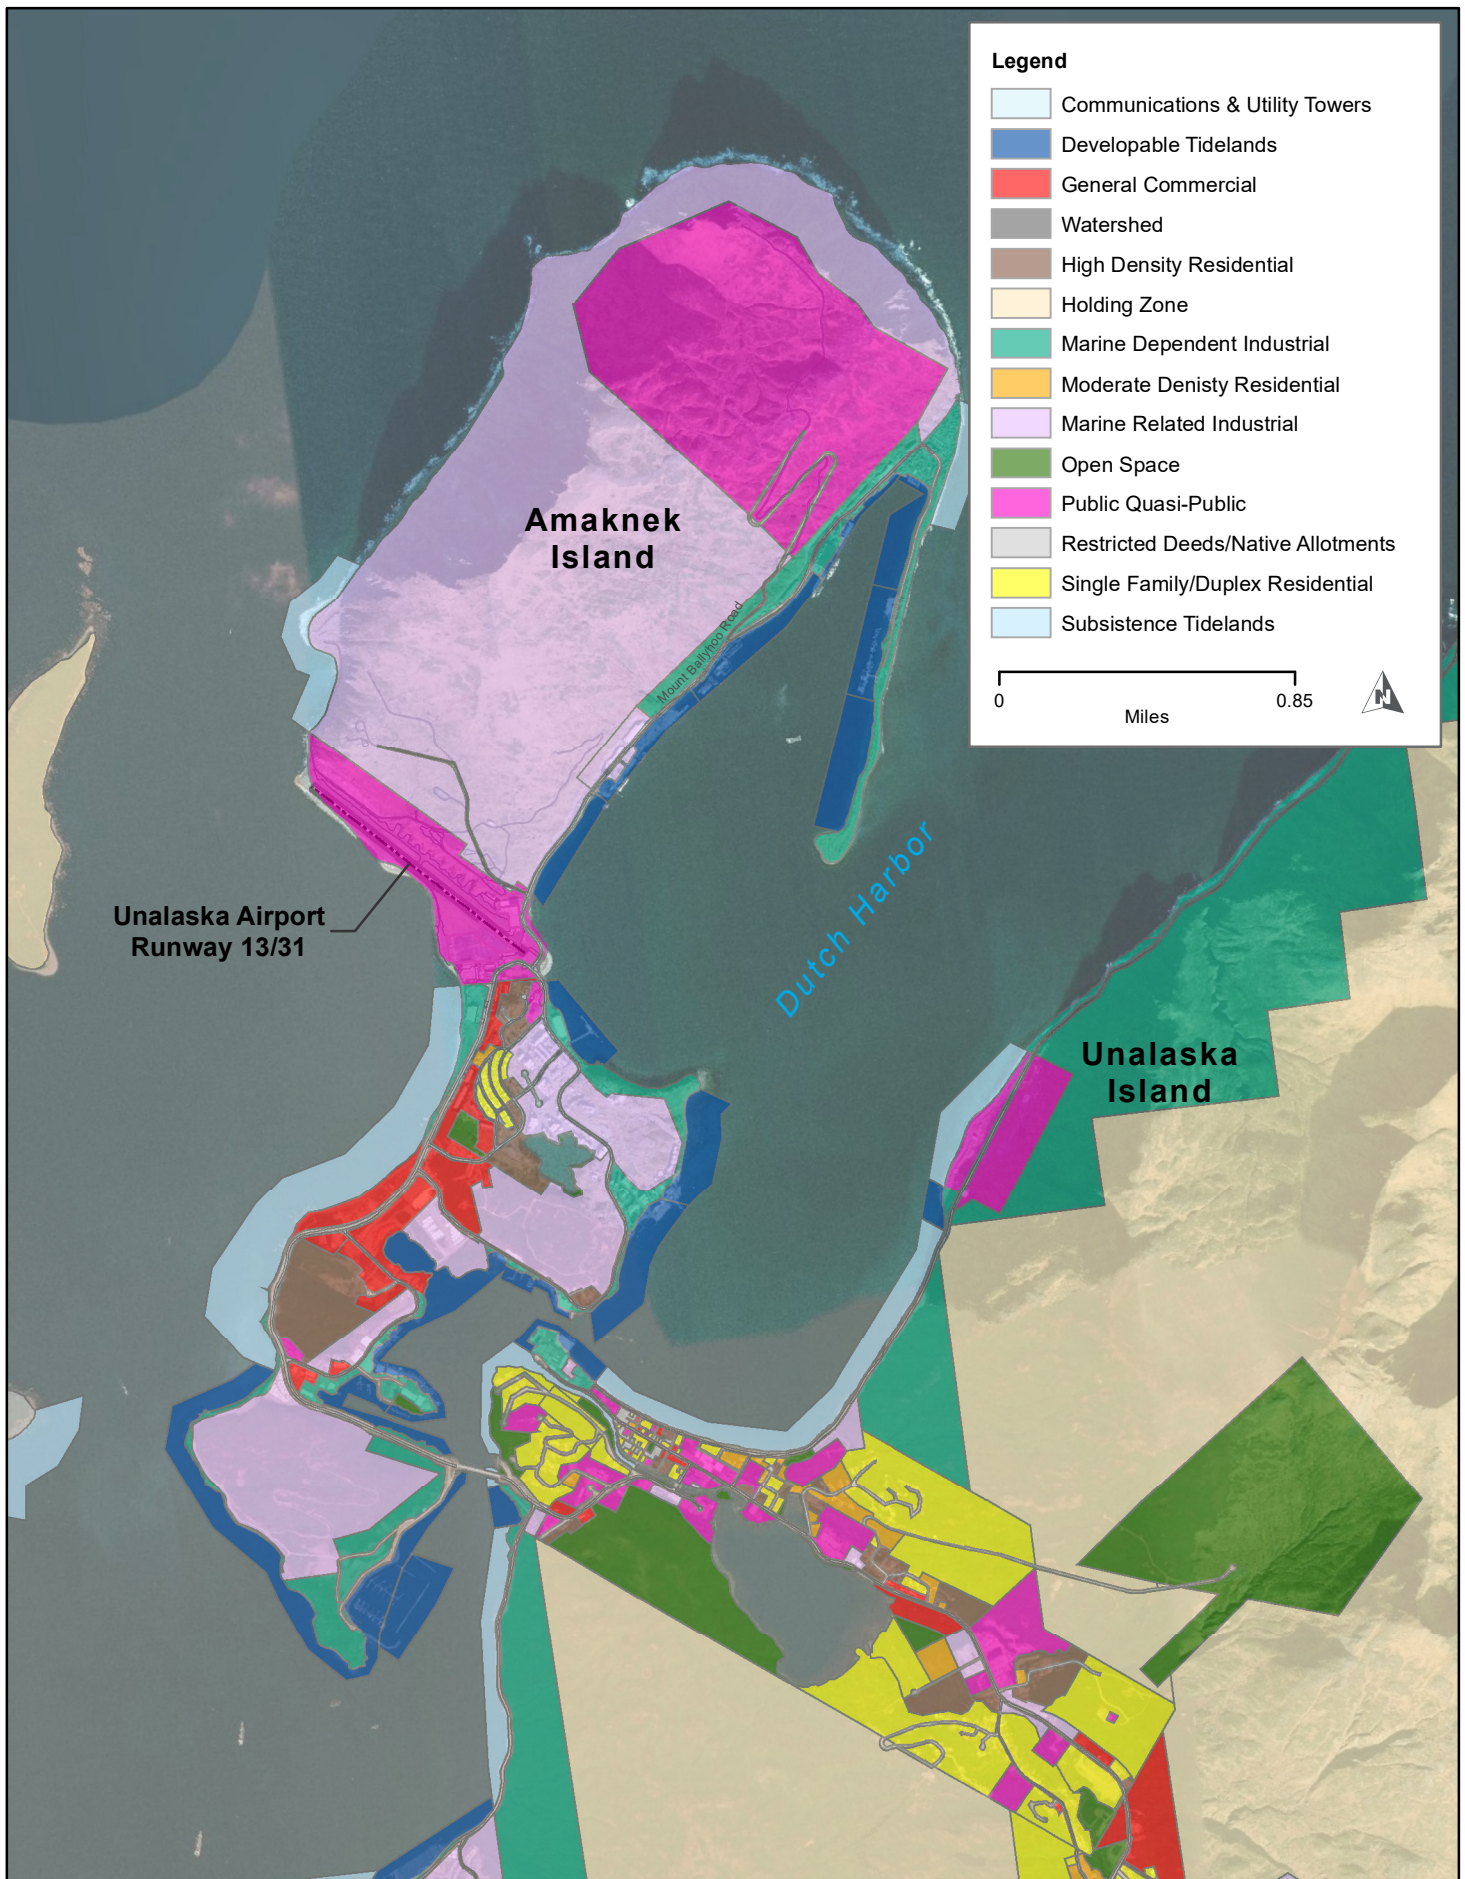 Legend
Communications & Utility Towers
Developable Tidelands
General Commercial
Watershed
High Density Residential
Holding Zone
Marine Dependent Industrial
Moderate Denisty Residential
Marine Related Industrial
Open Space
Public Quasi-Public
Restricted Deeds/Native Allotments
Single Family/Duplex Residential
Subsistence Tidelands
0
0.85
Miles
N
Amaknek
Island
Mount Ballyhoo Road
Unalaska Airport
Runway 13/31
Dutch Harbor
Unalaska
Island